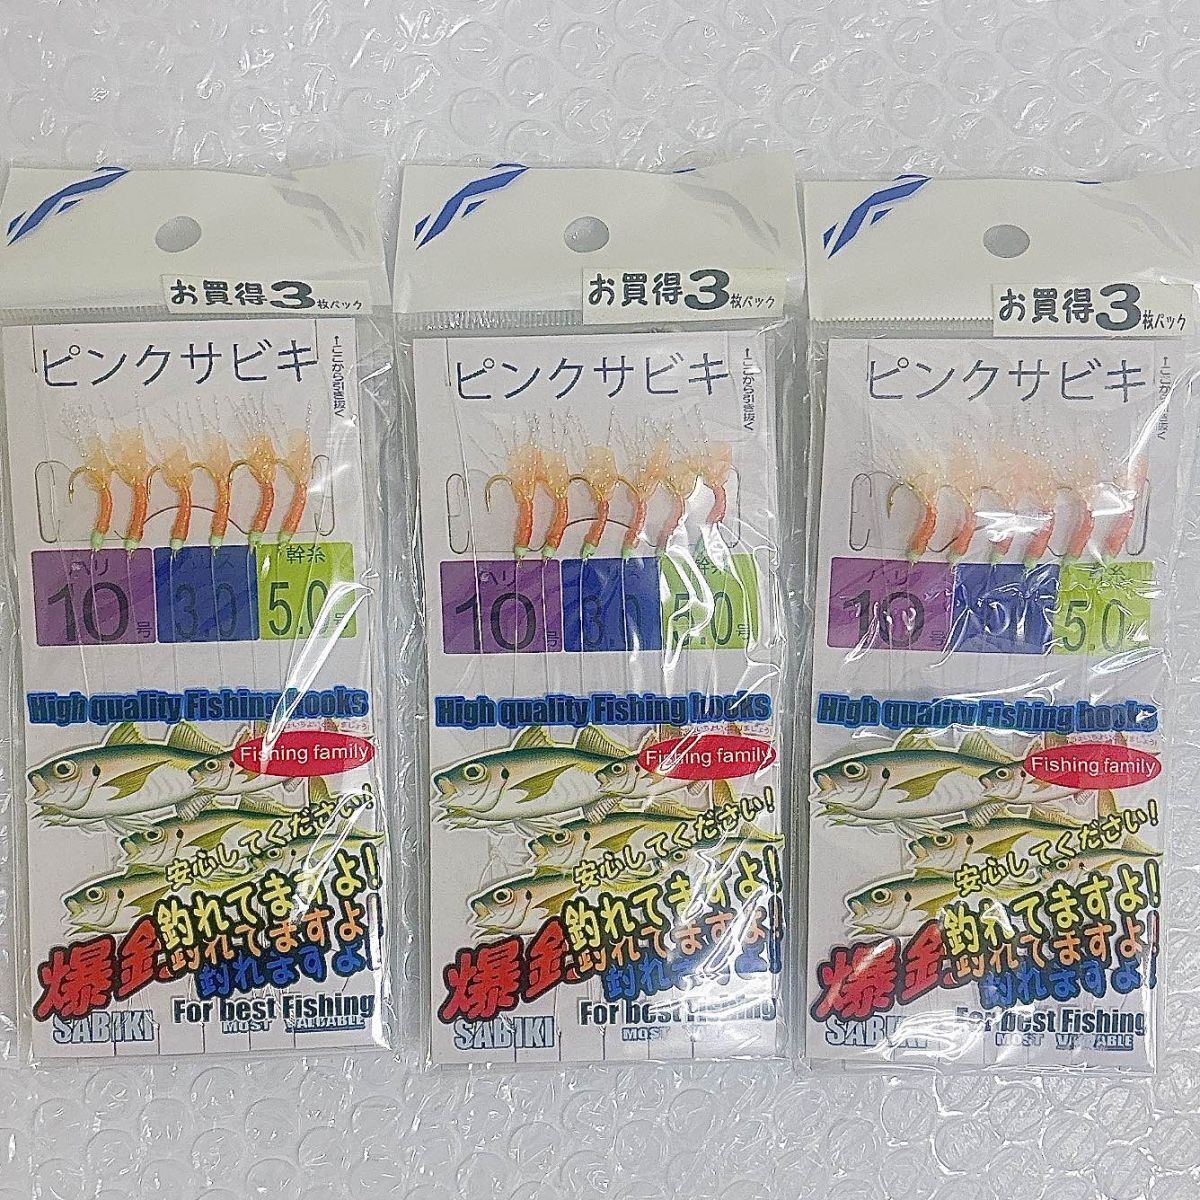 お買得3枚パック
ピンクサビキ
←ここから引き抜く
ハリ ハリス 幹糸
10号 3.0 5.0号
High quality Fishing hooks
Fishing family
安心してください!
釣れてますよ!
爆釣 釣れてますよ!
釣れますよ!
For best Fishing
SABIKI MOST VALUABLE
お買得3枚パック
ピンクサビキ
←ここから引き抜く
ハリ 幹糸
10号 3. 5.0号
High quality Fishing hooks
Fishing family
安心してください!
釣れてますよ!
爆釣 釣れてますよ!
釣れますよ!
For best Fishing
SABIKI MOST
お買得3枚パック
ピンクサビキ
←ここから引き抜く
ハリ 幹糸
10 5.0
High quality Fishing hooks
Fishing family
安心してください!
釣れてますよ!
爆釣 釣れてますよ!
釣れますよ!
For best Fishing
SABIKI MOST VALUABLE